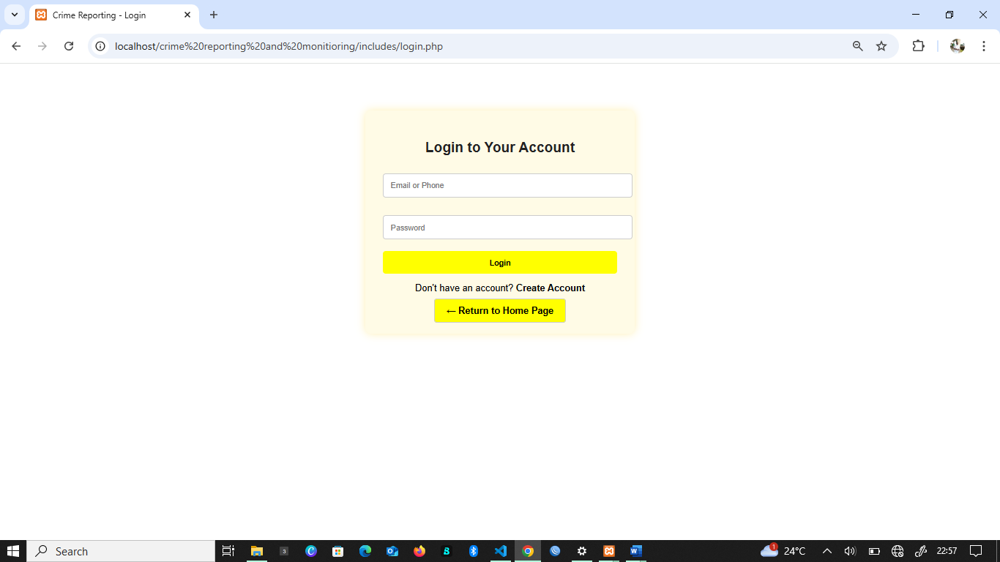 Crime Reporting - Login
localhost/crime%20reporting%20and%20monitioring/includes/login.php
Login to Your Account
Email or Phone
Password
Login
Don't have an account? Create Account
← Return to Home Page
Search
3
1
24°C
22:57